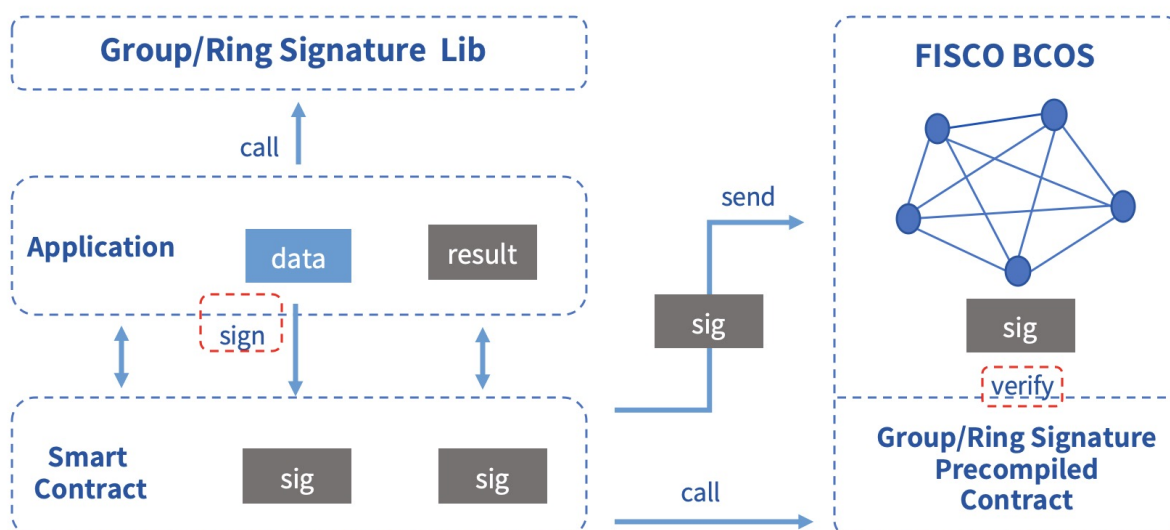 Group/Ring Signature Lib
call
Application
data
result
sign
Smart
Contract
sig
sig
send
sig
call
FISCO BCOS
sig
verify
Group/Ring Signature
Precompiled
Contract